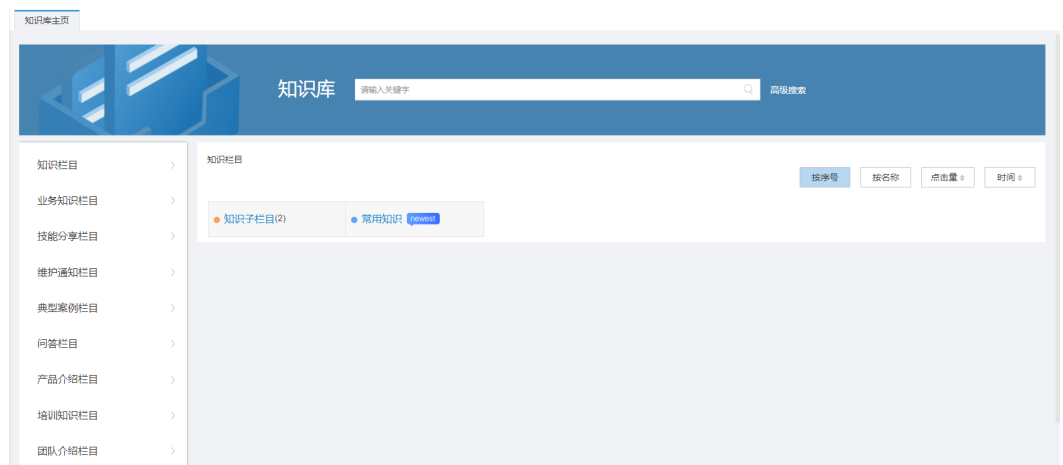 知识库主页
知识库 请输入关键字 高级搜索
知识栏目
业务知识栏目
技能分享栏目
维护通知栏目
典型案例栏目
问答栏目
产品介绍栏目
培训知识栏目
团队介绍栏目
知识栏目
按序号 按名称 点击量 时间
知识子栏目(2) 常用知识 newest